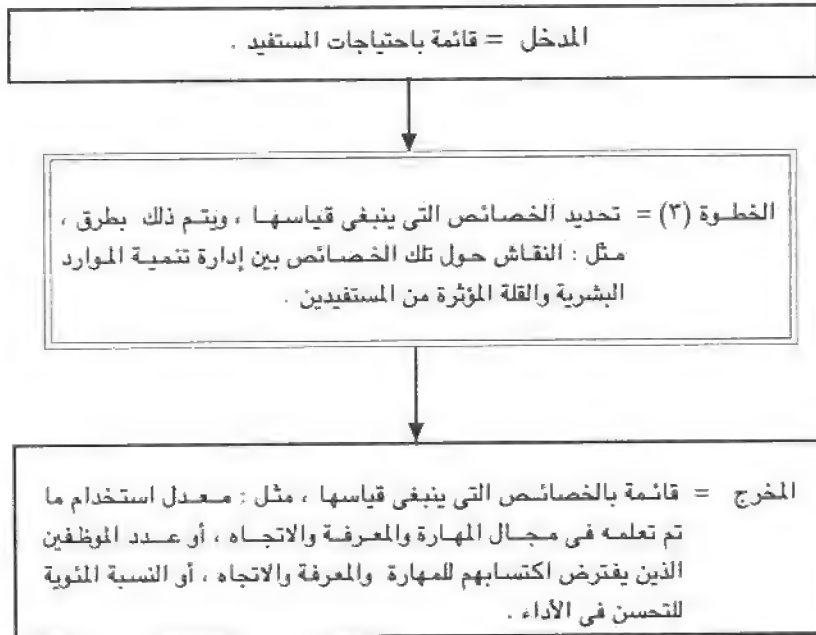 المدخل = قائمة باحتياجات المستفيد .
الخطوة (٣) = تحديد الخصائص التى ينبغى قياسها ، ويتم ذلك بطرق ،
مثل : النقاش حول تلك الخصائص بين إدارة تنمية الموارد
البشرية والقلة المؤثرة من المستفيدين .
المخرج = قائمة بالخصائص التى ينبغى قياسها ، مثل : معدل استخدام ما
تم تعلمه فى مجال المهارة والمعرفة والاتجاه ، أو عدد الموظفين
الذين يفترض اكتسابهم للمهارة والمعرفة والاتجاه ، أو النسبة المئوية
للتحسن فى الأداء .